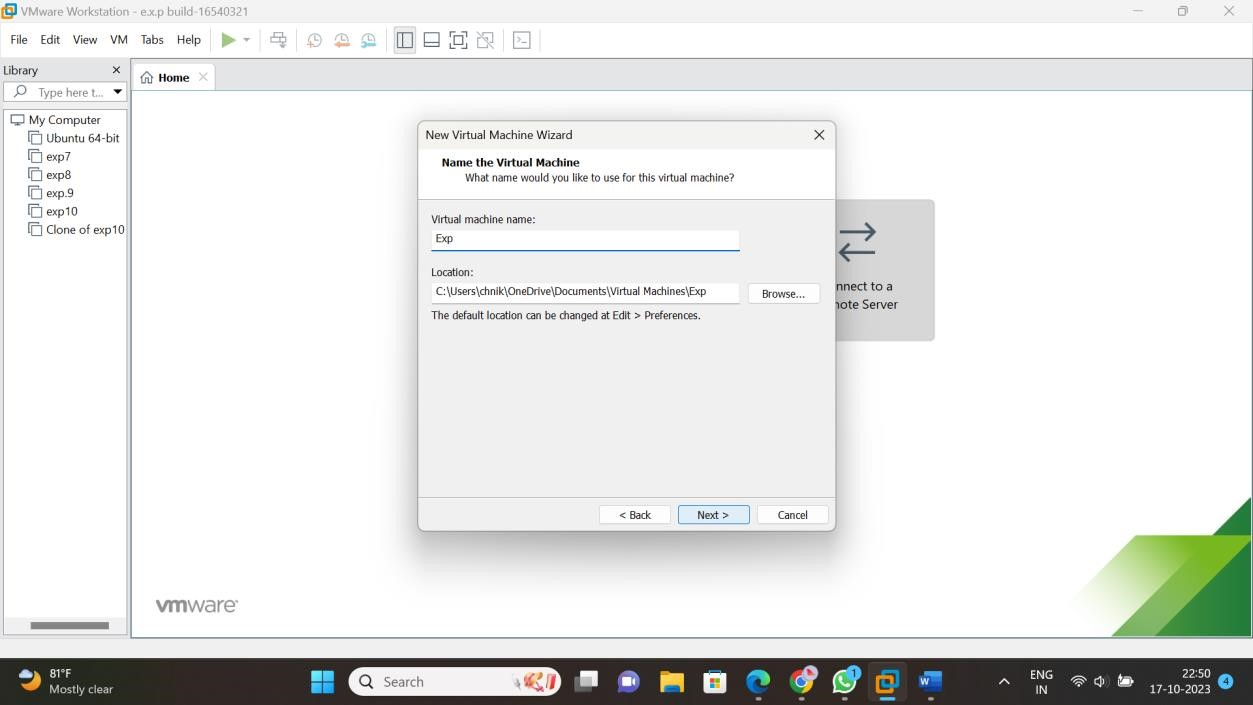 VMware Workstation - e.x.p build-16540321
File Edit View VM Tabs Help
Library
Type here t...
Home
My Computer
Ubuntu 64-bit
exp7
exp8
exp.9
exp10
Clone of exp10
New Virtual Machine Wizard
Name the Virtual Machine
What name would you like to use for this virtual machine?
Virtual machine name:
Exp
Location:
C:\Users\chnik\OneDrive\Documents\Virtual Machines\Exp
Browse...
The default location can be changed at Edit > Preferences.
< Back Next > Cancel
nnect to a
note Server
vmware®
81°F
Mostly clear
Search
1
W
ENG
IN
22:50
17-10-2023
4